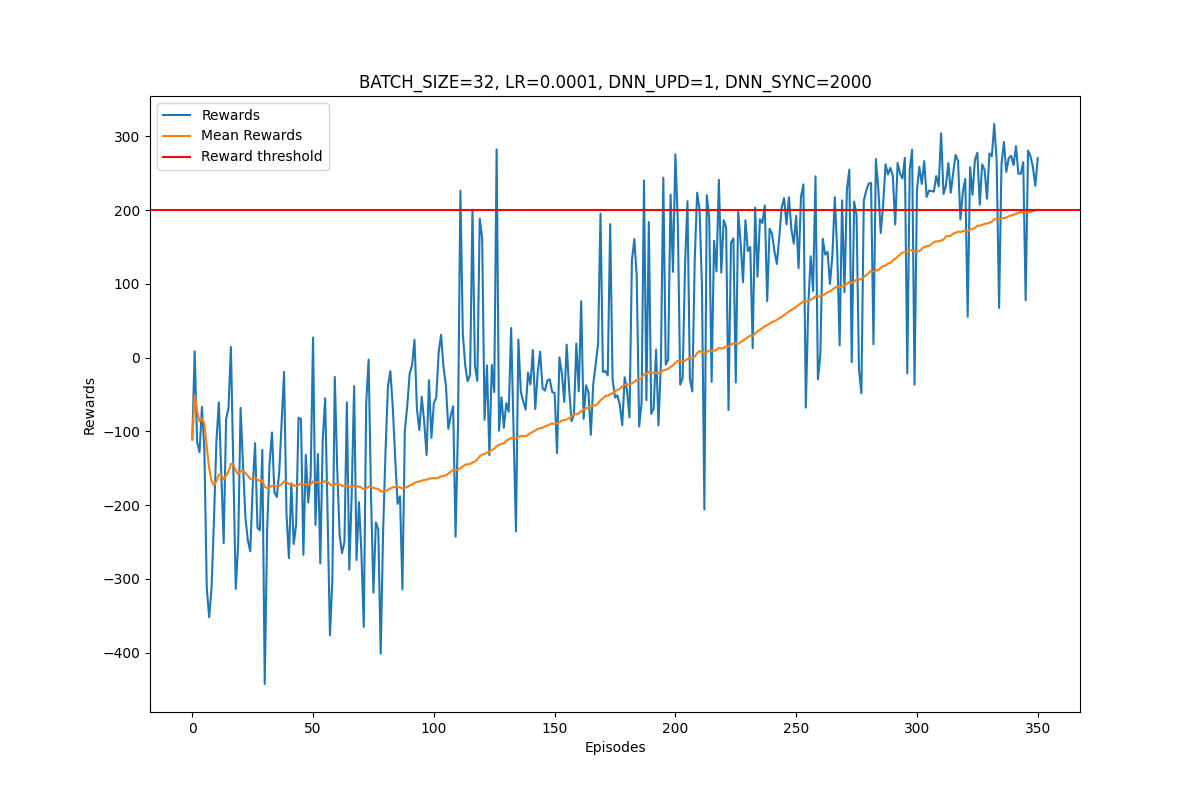 BATCH_SIZE=32, LR=0.0001, DNN_UPD=1, DNN_SYNC=2000
Rewards
Mean Rewards
Reward threshold
300
200
100
0
−100
−200
−300
−400
Rewards
0 50 100 150 200 250 300 350
Episodes